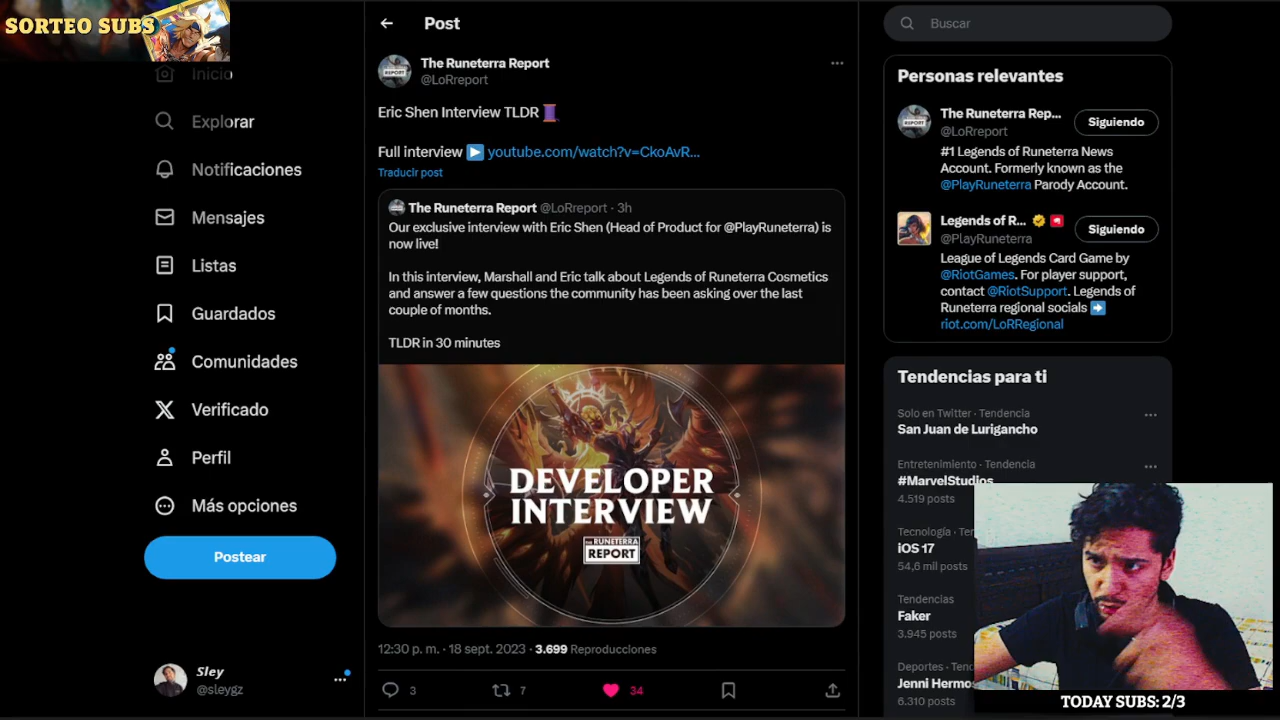 SORTEO SUBS
Inicio
Explorar
Notificaciones
Mensajes
Listas
Guardados
Comunidades
Verificado
Perfil
Más opciones
Postear
Sley
@sleygz
Post
The Runeterra Report
@LoRreport
Eric Shen Interview TLDR
Full interview ▶ youtube.com/watch?v=CkoAvR...
Traducir post
The Runeterra Report @LoRreport · 3h
Our exclusive interview with Eric Shen (Head of Product for @PlayRuneterra) is
now live!
In this interview, Marshall and Eric talk about Legends of Runeterra Cosmetics
and answer a few questions the community has been asking over the last
couple of months.
TLDR in 30 minutes
DEVELOPER
INTERVIEW
THE RUNETERRA
REPORT
12:30 p. m. · 18 sept. 2023 · 3.699 Reproducciones
3 7 34
Buscar
Personas relevantes
The Runeterra Rep...
@LoRreport
Siguiendo
#1 Legends of Runeterra News
Account. Formerly known as the
@PlayRuneterra Parody Account.
Legends of R...
@PlayRuneterra
Siguiendo
League of Legends Card Game by
@RiotGames. For player support,
contact @RiotSupport. Legends of
Runeterra regional socials ➡
riot.com/LoRRegional
Tendencias para ti
Solo en Twitter · Tendencia
San Juan de Lurigancho
Entretenimiento · Tendencia
#MarvelStudios
4.519 posts
Tecnología · Ter
iOS 17
54,6 mil posts
Tendencias
Faker
3.945 posts
Deportes · Tend
Jenni Hermos
6.310 posts
TODAY SUBS: 2/3